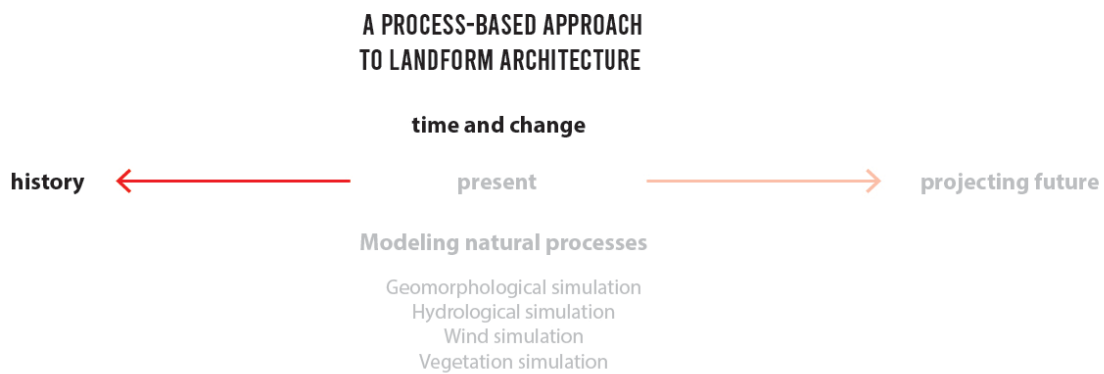 A PROCESS-BASED APPROACH
TO LANDFORM ARCHITECTURE
time and change
history present projecting future
Modeling natural processes
Geomorphological simulation
Hydrological simulation
Wind simulation
Vegetation simulation